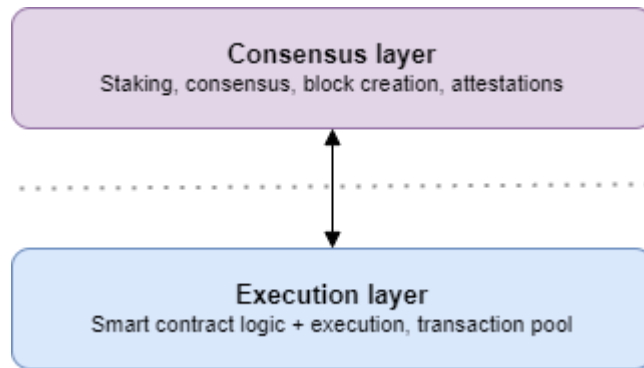 Consensus layer
Staking, consensus, block creation, attestations
Execution layer
Smart contract logic + execution, transaction pool